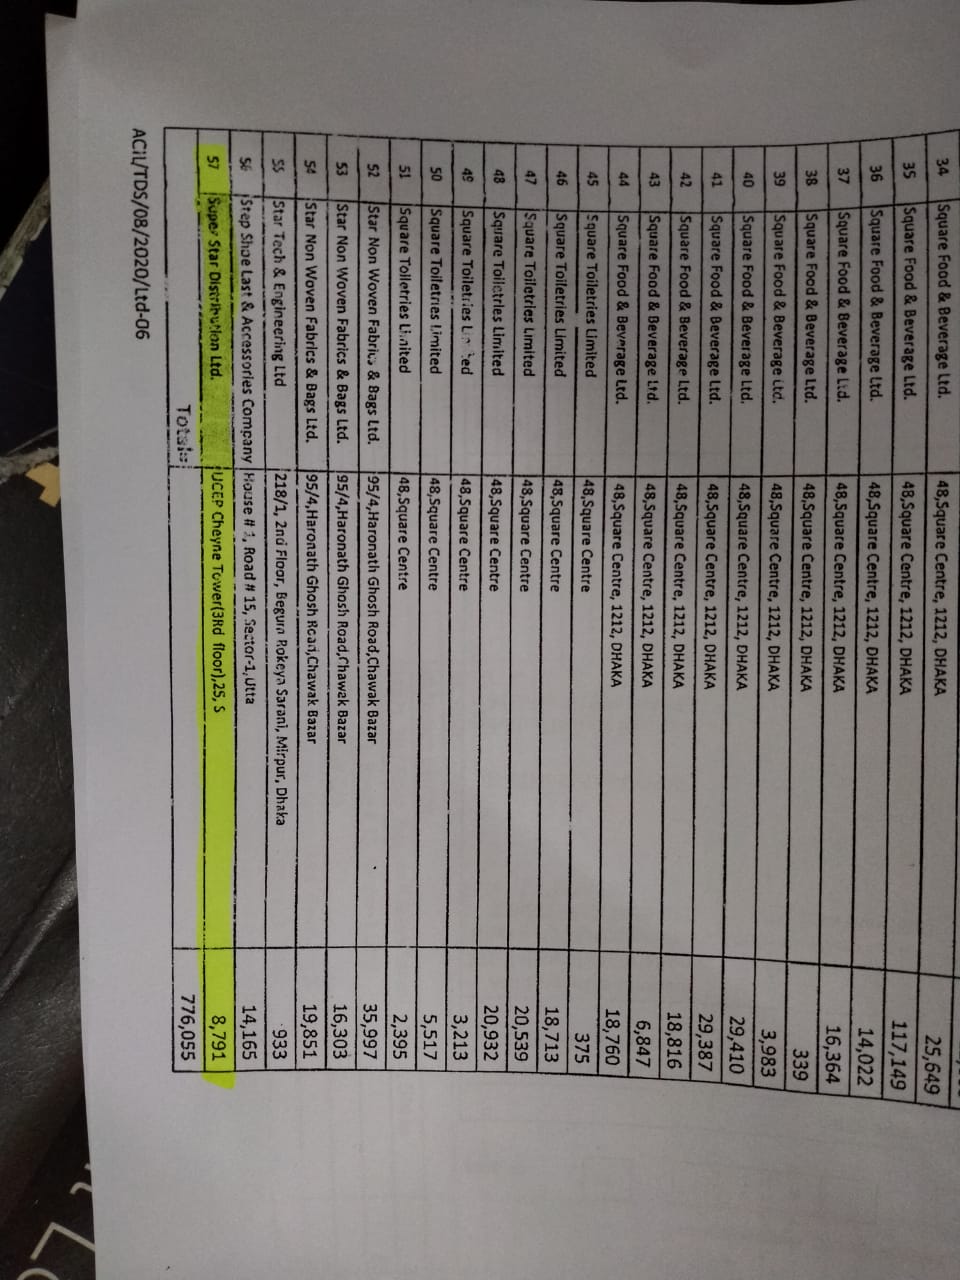 34 Square Food & Beverage Ltd. 48,Square Centre, 1212, DHAKA 25,649
35 Square Food & Beverage Ltd. 48,Square Centre, 1212, DHAKA 117,149
36 Square Food & Beverage Ltd. 48,Square Centre, 1212, DHAKA 14,022
37 Square Food & Beverage Ltd. 48,Square Centre, 1212, DHAKA 16,364
38 Square Food & Beverage Ltd. 48,Square Centre, 1212, DHAKA 339
39 Square Food & Beverage Ltd. 48,Square Centre, 1212, DHAKA 3,983
40 Square Food & Beverage Ltd. 48,Square Centre, 1212, DHAKA 29,410
41 Square Food & Beverage Ltd. 48,Square Centre, 1212, DHAKA 29,387
42 Square Food & Beverage Ltd. 48,Square Centre, 1212, DHAKA 18,816
43 Square Food & Beverage Ltd. 48,Square Centre, 1212, DHAKA 6,847
44 Square Food & Beverage Ltd. 48,Square Centre, 1212, DHAKA 18,760
45 Square Toiletries Limited 48,Square Centre 375
46 Square Toiletries Limited 48,Square Centre 18,713
47 Square Toiletries Limited 48,Square Centre 20,539
48 Square Toiletries Limited 48,Square Centre 20,932
49 Square Toiletries Limited 48,Square Centre 3,213
50 Square Toiletries Limited 48,Square Centre 5,517
51 Square Toiletries Limited 48,Square Centre 2,395
52 Star Non Woven Fabrics & Bags Ltd. 95/4,Haronath Ghosh Road,Chawak Bazar 35,997
53 Star Non Woven Fabrics & Bags Ltd. 95/4,Haronath Ghosh Road,Chawak Bazar 16,303
54 Star Non Woven Fabrics & Bags Ltd. 95/4,Haronath Ghosh Road,Chawak Bazar 19,851
55 Star Tech & Engineering Ltd 218/1, 2nd Floor, Begum Rokeya Sarani, Mirpur, Dhaka 933
56 Step Shoe Last & Accessories Company House # Road # 15, Sector-1, Utta 14,165
57 Super Star Distribution Ltd. UCEP Cheyne Tower(3Rd floor),25, S 8,791
Total: 776,055
ACIL/TDS/08/2020/Ltd-06